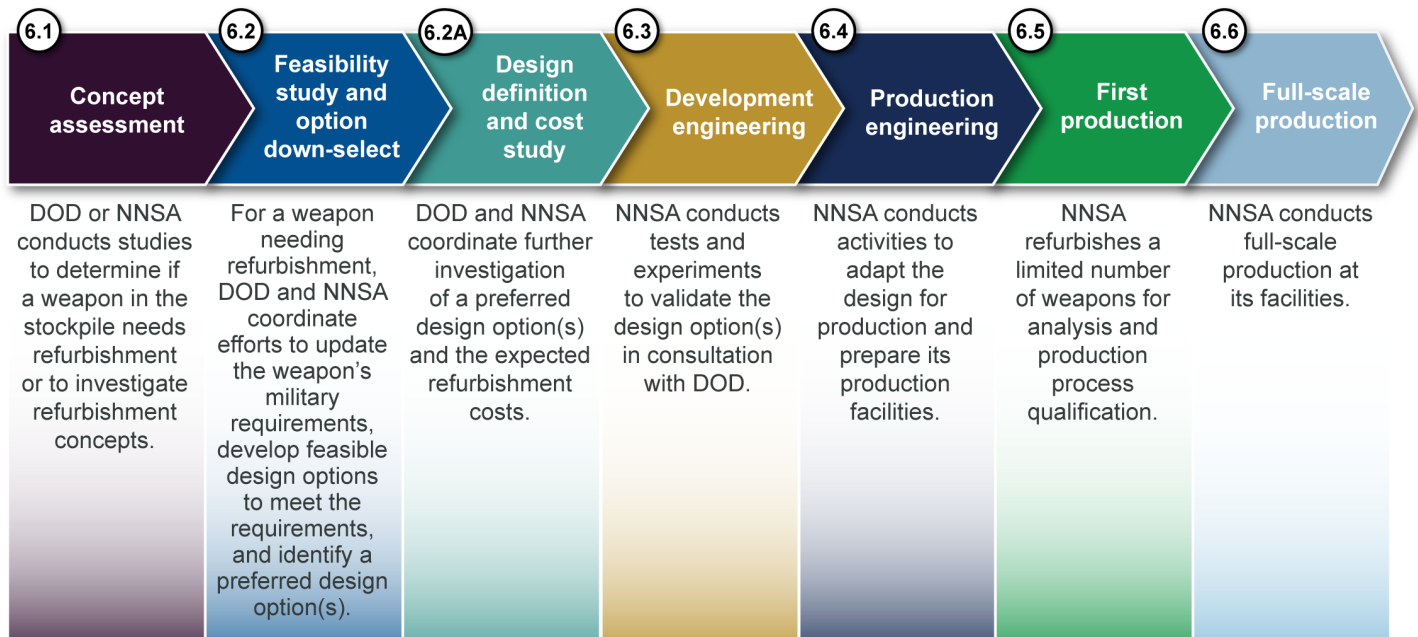 6.1
Concept
assessment
DOD or NNSA
conducts studies
to determine if
a weapon in the
stockpile needs
refurbishment
or to investigate
refurbishment
concepts.
6.2
Feasibility
study and
option
down-select
For a weapon
needing
refurbishment,
DOD and NNSA
coordinate
efforts to update
the weapon’s
military
requirements,
develop feasible
design options
to meet the
requirements,
and identify a
preferred design
option(s).
6.2A
Design
definition
and cost
study
DOD and NNSA
coordinate further
investigation
of a preferred
design option(s)
and the expected
refurbishment
costs.
6.3
Development
engineering
NNSA conducts
tests and
experiments
to validate the
design option(s)
in consultation
with DOD.
6.4
Production
engineering
NNSA conducts
activities to
adapt the
design for
production and
prepare its
production
facilities.
6.5
First
production
NNSA
refurbishes a
limited number
of weapons for
analysis and
production
process
qualification.
6.6
Full-scale
production
NNSA conducts
full-scale
production at
its facilities.